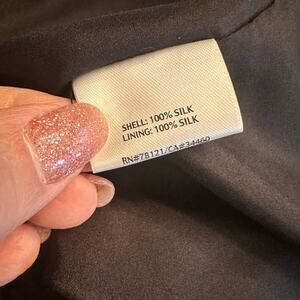 SHELL: 100% SILK
LINING: 100% SILK
RN#78121/CA#34460